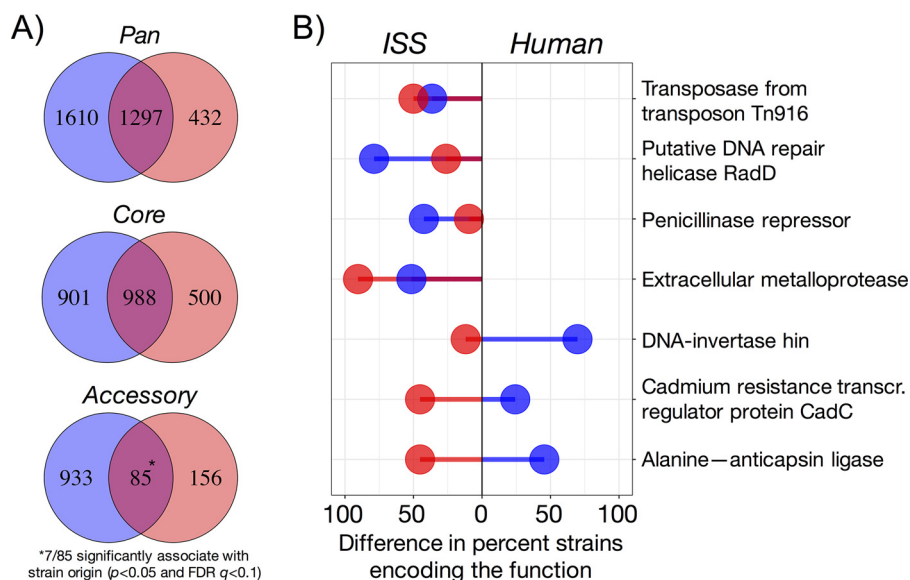 A)
Pan
1610 1297 432
Core
901 988 500
Accessory
933 85* 156
*7/85 significantly associate with
strain origin (p<0.05 and FDR q<0.1)
B)
ISS Human
Transposase from
transposon Tn916
Putative DNA repair
helicase RadD
Penicillinase repressor
Extracellular metalloprotease
DNA-invertase hin
Cadmium resistance transcr.
regulator protein CadC
Alanine—anticapsin ligase
100 50 0 50 100
Difference in percent strains
encoding the function